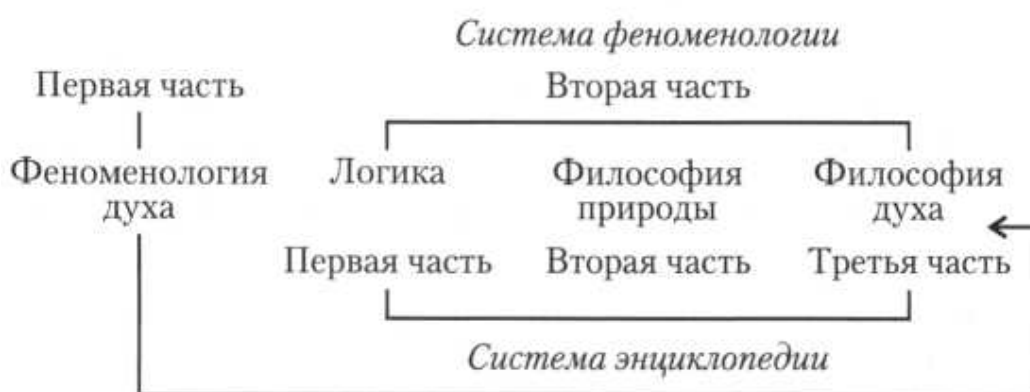 Система феноменологии
Первая часть
Вторая часть
Феноменология
духа
Логика
Философия
природы
Философия
духа
Первая часть
Вторая часть
Третья часть
Система энциклопедии